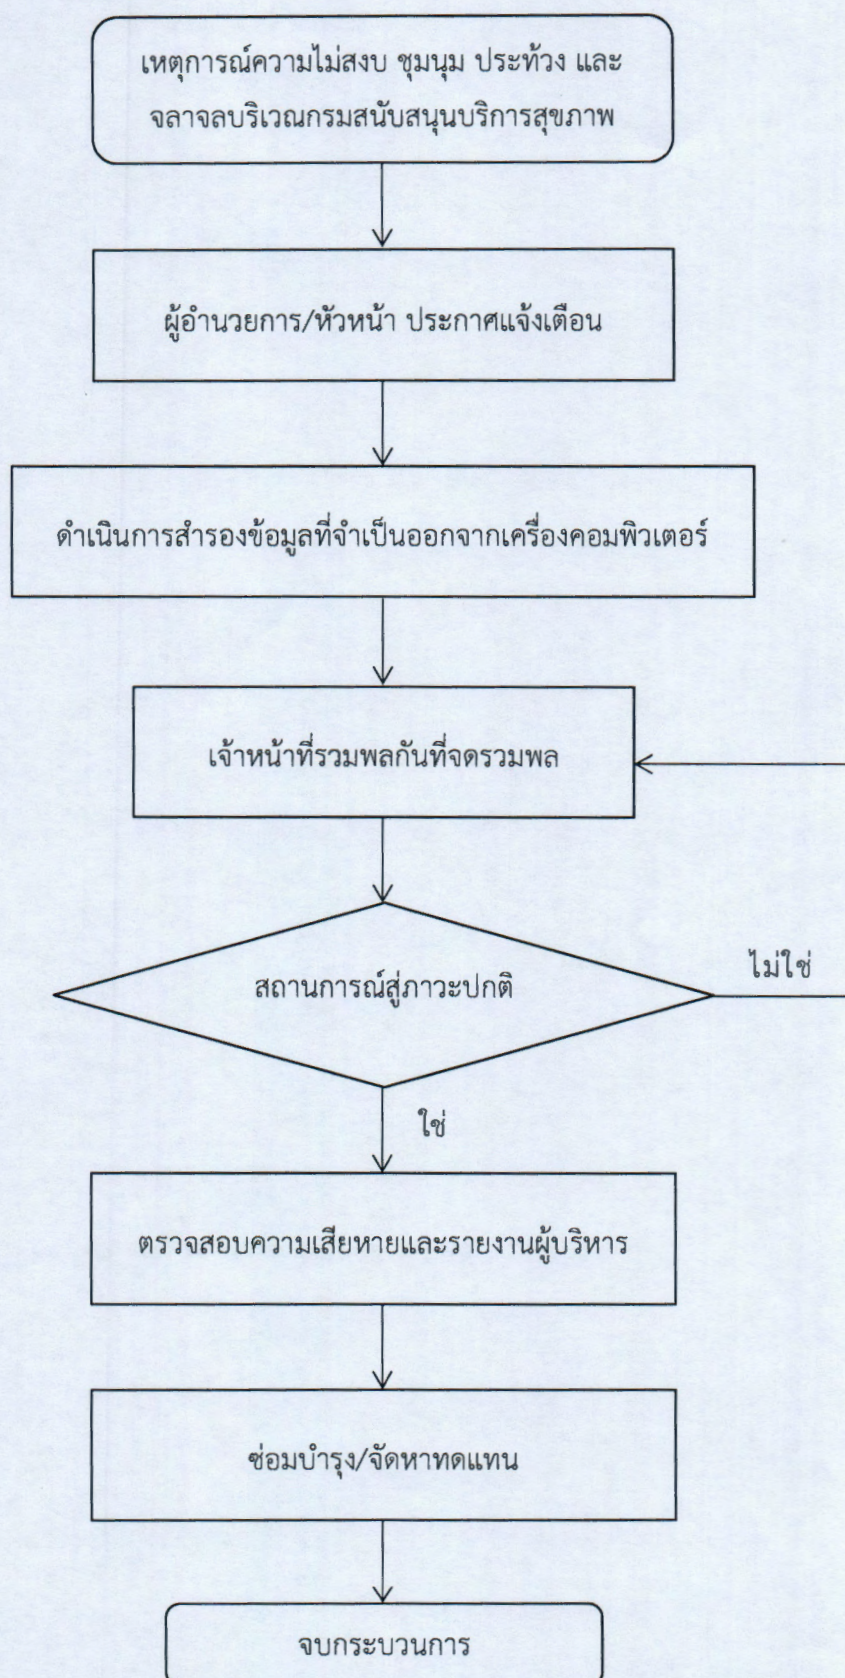 เหตุการณ์ความไม่สงบ ชุมนุม ประท้วง และ
จลาจลบริเวณกรมสนับสนุนบริการสุขภาพ
ผู้อำนวยการ/หัวหน้า ประกาศแจ้งเตือน
ดำเนินการสำรองข้อมูลที่จำเป็นออกจากเครื่องคอมพิวเตอร์
เจ้าหน้าที่รวมพลกันที่จดรวมพล
สถานการณ์สู่ภาวะปกติ
ไม่ใช่
ใช่
ตรวจสอบความเสียหายและรายงานผู้บริหาร
ซ่อมบำรุง/จัดหาทดแทน
จบกระบวนการ